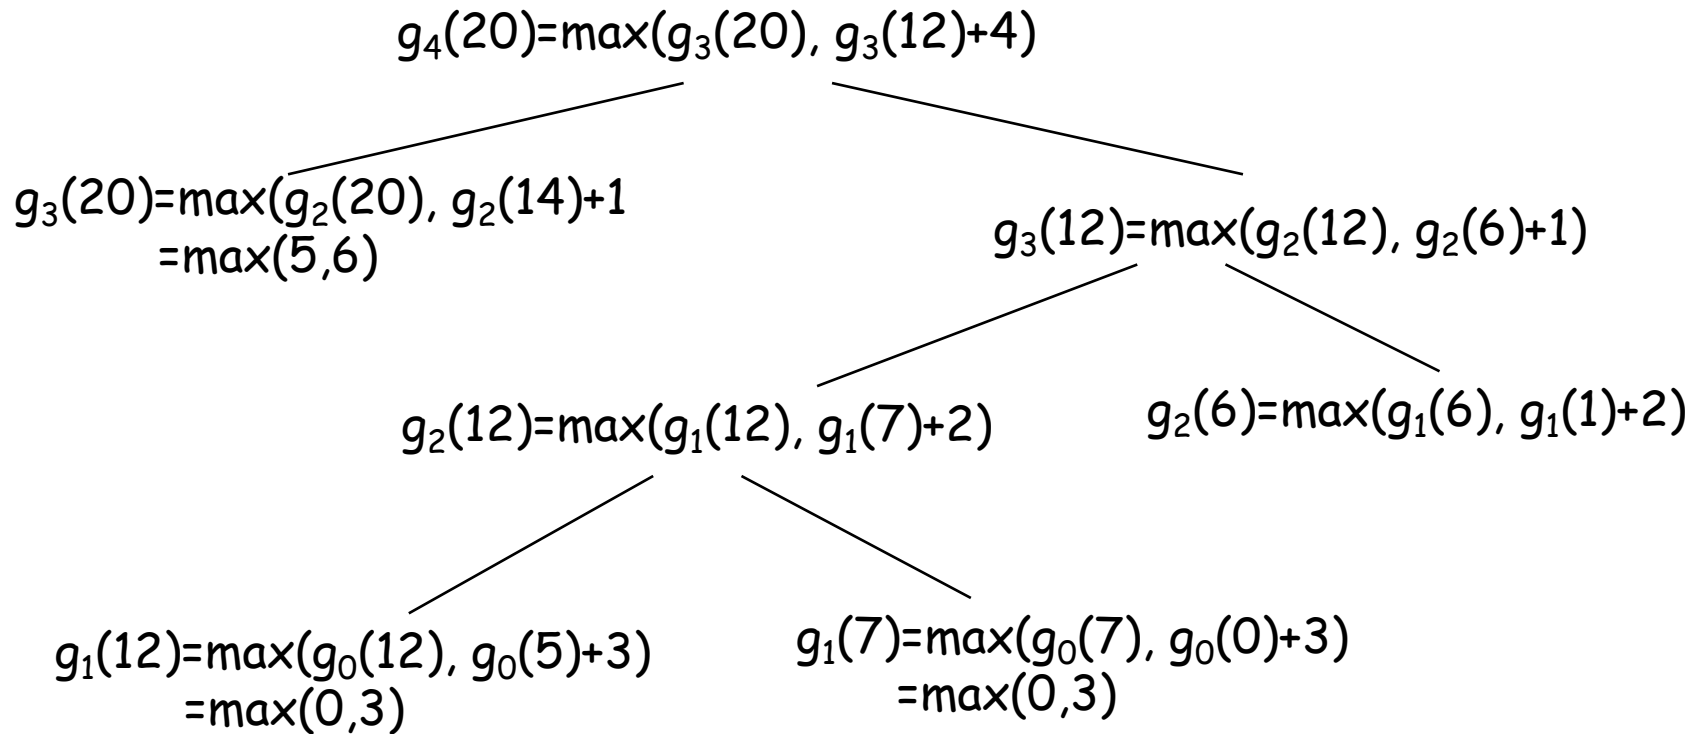 g₄(20)=max(g₃(20), g₃(12)+4)
g₃(20)=max(g₂(20), g₂(14)+1
=max(5,6)
g₃(12)=max(g₂(12), g₂(6)+1)
g₂(12)=max(g₁(12), g₁(7)+2)
g₂(6)=max(g₁(6), g₁(1)+2)
g₁(12)=max(g₀(12), g₀(5)+3)
=max(0,3)
g₁(7)=max(g₀(7), g₀(0)+3)
=max(0,3)